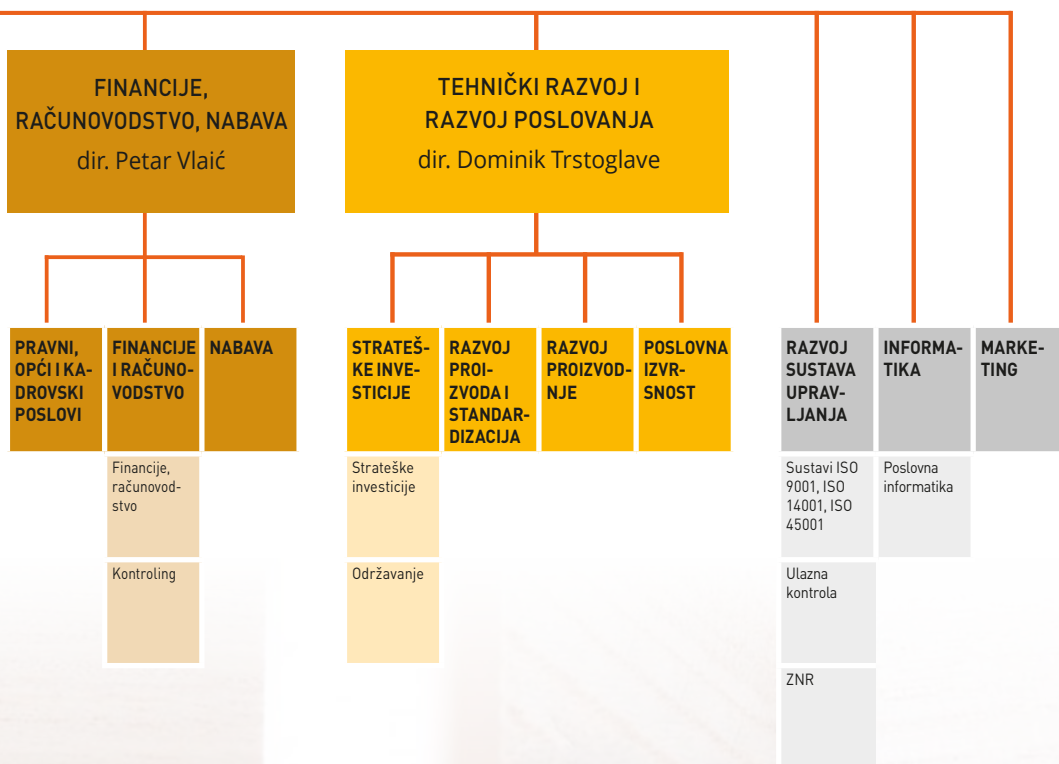 FINANCIJE,
RAČUNOVODSTVO, NABAVA
dir. Petar Vlaić
TEHNIČKI RAZVOJ I
RAZVOJ POSLOVANJA
dir. Dominik Trstoglave
PRAVNI,
OPĆI I KA-
DROVSKI
POSLOVI
FINANCIJE
I RAČUNO-
VODSTVO
NABAVA
STRATEŠ-
KE INVE-
STICIJE
RAZVOJ
PROI-
ZVODA I
STANDAR-
DIZACIJA
RAZVOJ
PROIZVOD-
NJE
POSLOVNA
IZVR-
SNOST
RAZVOJ
SUSTAVA
UPRAV-
LJANJA
INFORMA-
TIKA
MARKE-
TING
Financije,
računovod-
stvo
Kontroling
Strateške
investicije
Održavanje
Sustavi ISO
9001, ISO
14001, ISO
45001
Ulazna
kontrola
ZNR
Poslovna
informatika